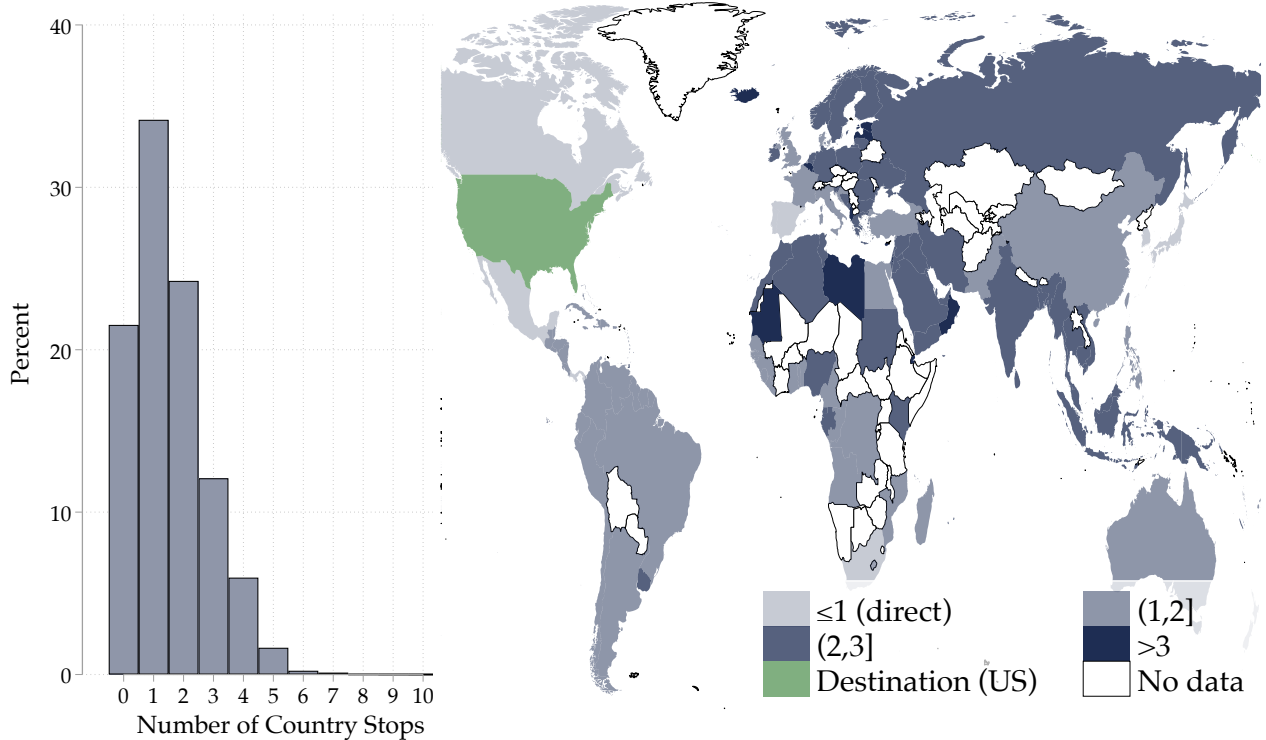 40
30
20
10
0
Percent
0 1 2 3 4 5 6 7 8 9 10
Number of Country Stops
≤1 (direct)
(1,2]
(2,3]
>3
Destination (US)
No data